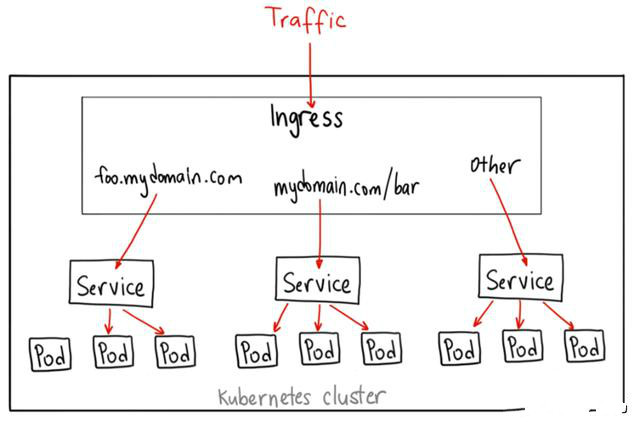 Traffic
Ingress
foo.mydomain.com
mydomain.com/bar
Other
Service
Service
Service
Pod
Pod
Pod
Pod
Pod
Pod
Pod
Pod
Pod
Kubernetes cluster